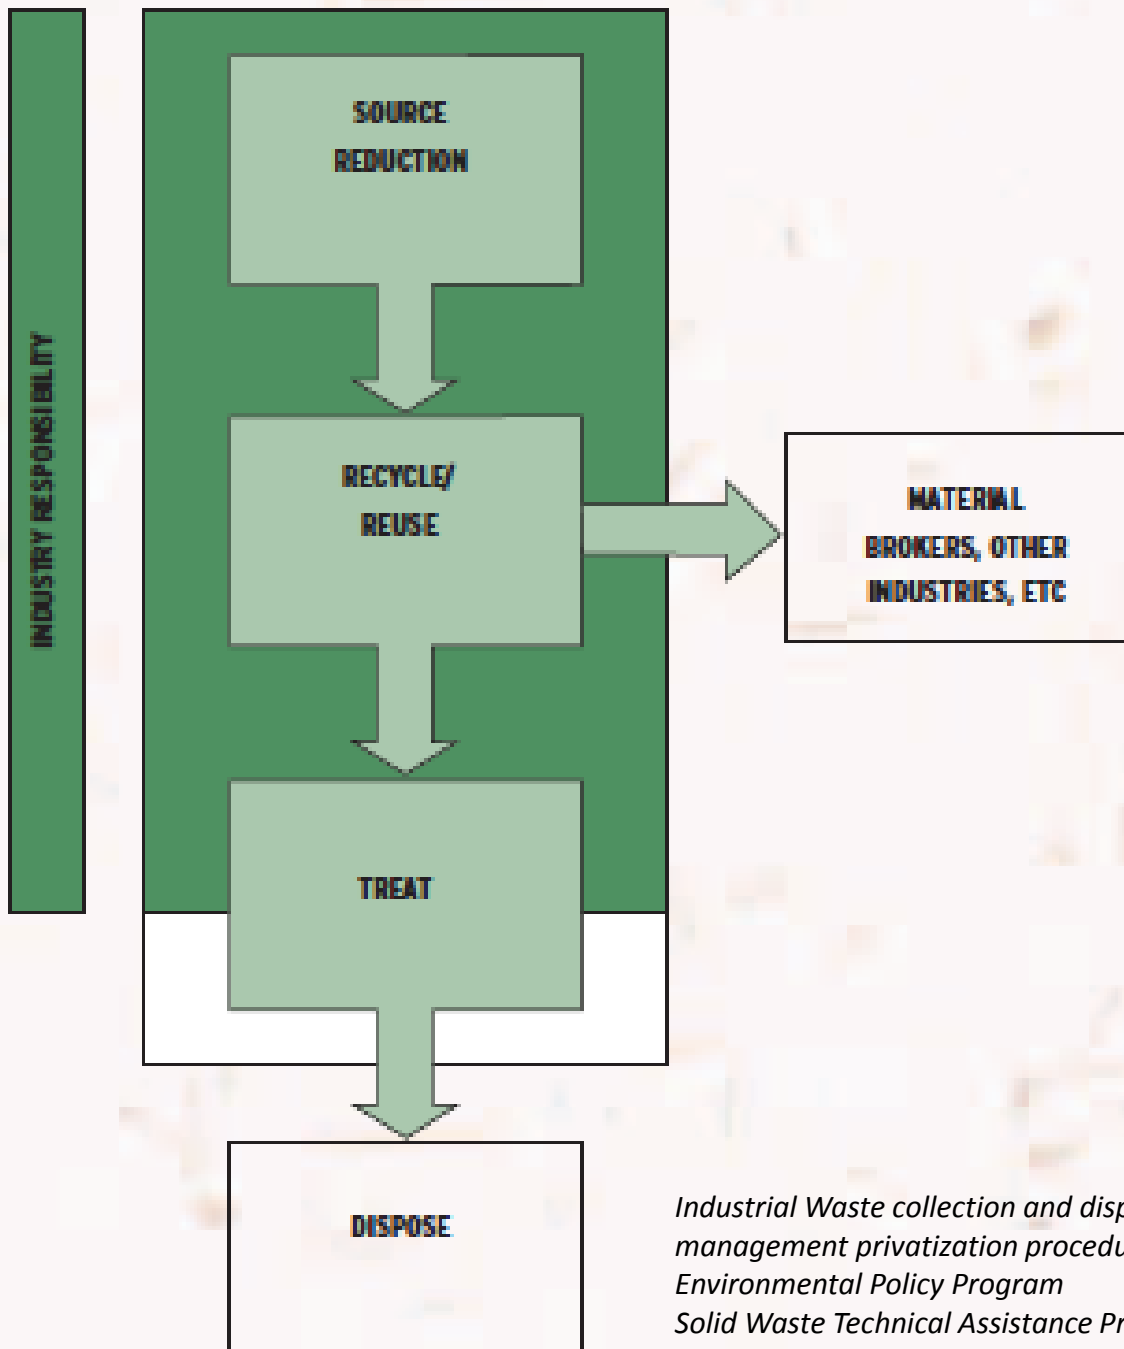 INDUSTRY RESPONSIBILITY
SOURCE
REDUCTION
RECYCLE/
REUSE
MATERIAL
BROKERS, OTHER
INDUSTRIES, ETC
TREAT
DISPOSE
Industrial Waste collection and disp
management privatization procedu
Environmental Policy Program
Solid Waste Technical Assistance Pr